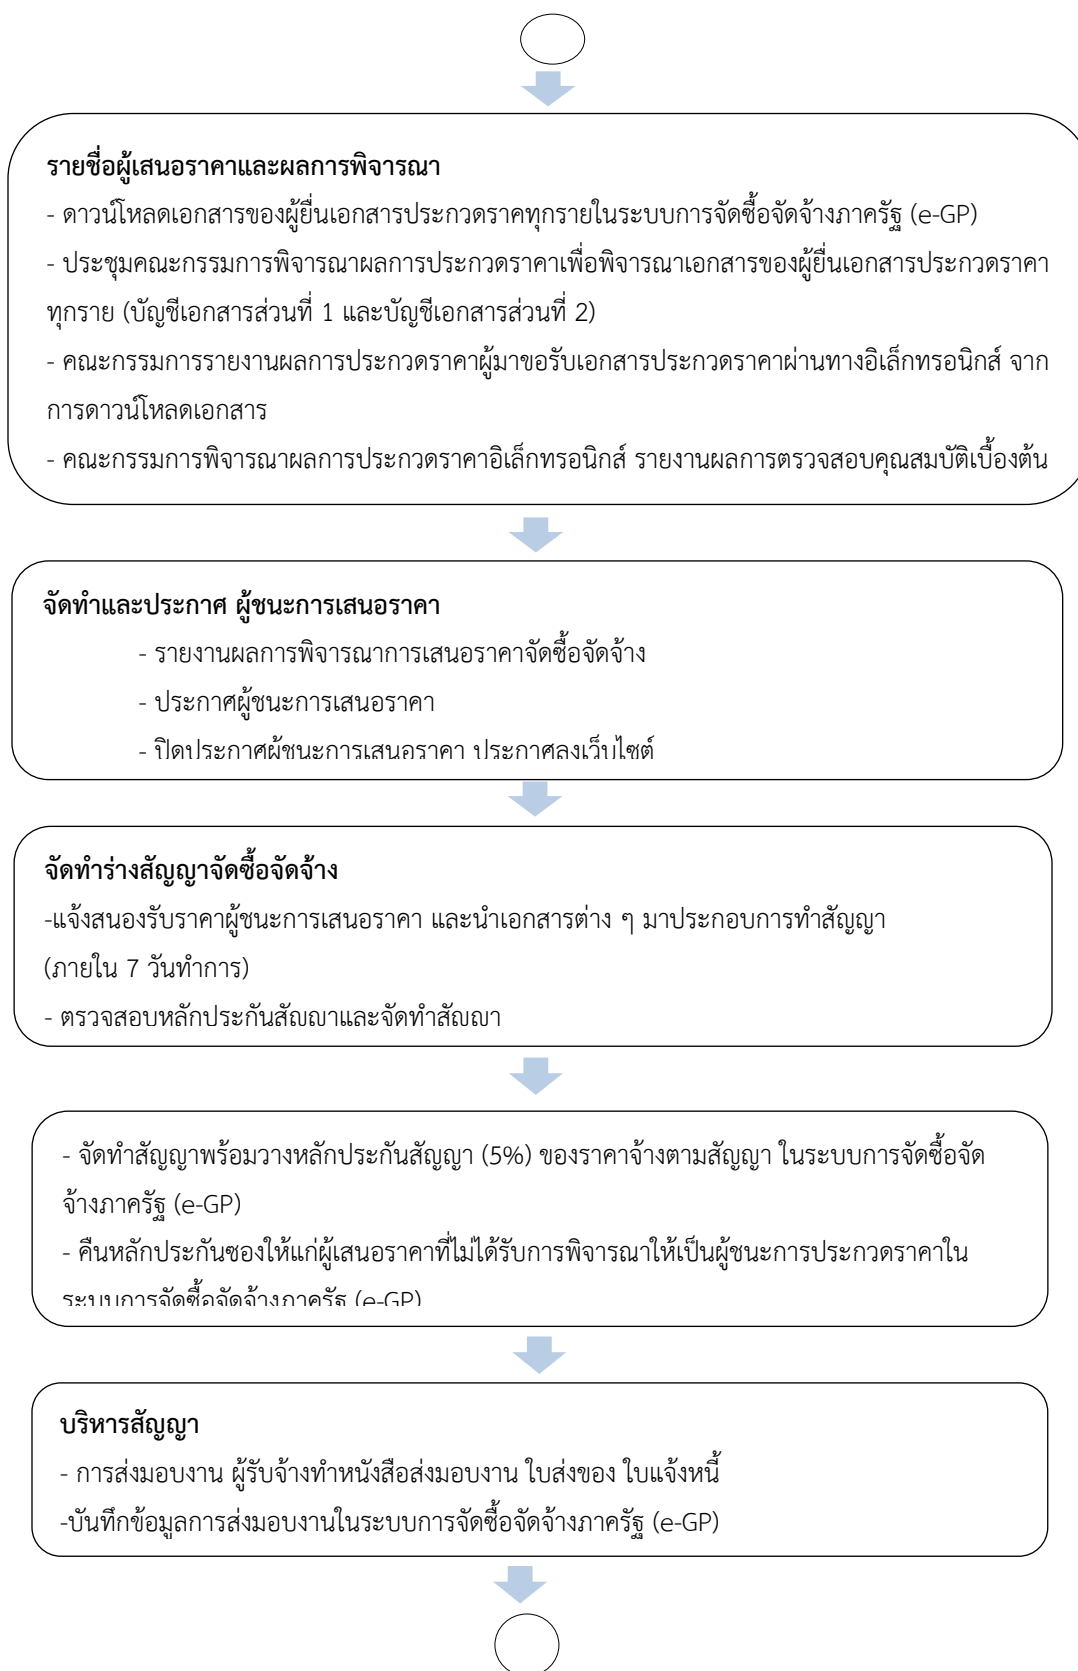 รายชื่อผู้เสนอราคาและผลการพิจารณา
- ดาวน์โหลดเอกสารของผู้ยื่นเอกสารประกวดราคทุกรายในระบบการจัดซื้อจัดจ้างภาครัฐ (e-GP)
- ประชุมคณะกรรมการพิจารณาผลการประกวดราคาเพื่อพิจารณาเอกสารของผู้ยื่นเอกสารประกวดราคา
ทุกราย (บัญชีเอกสารส่วนที่ 1 และบัญชีเอกสารส่วนที่ 2)
- คณะกรรมการรายงานผลการประกวดราคาผู้มาขอรับเอกสารประกวดราคาผ่านทางอิเล็กทรอนิกส์ จาก
การดาวน์โหลดเอกสาร
- คณะกรรมการพิจารณาผลการประกวดราคาอิเล็กทรอนิกส์ รายงานผลการตรวจสอบคุณสมบัติเบื้องต้น
จัดทำและประกาศ ผู้ชนะการเสนอราคา
- รายงานผลการพิจารณาการเสนอราคาจัดซื้อจัดจ้าง
- ประกาศผู้ชนะการเสนอราคา
- ปิดประกาศผู้ชนะการเสนอราคา ประกาศลงเว็บไซต์
จัดทำร่างสัญญาจัดซื้อจัดจ้าง
-แจ้งสนองรับราคาผู้ชนะการเสนอราคา และนำเอกสารต่าง ๆ มาประกอบการทำสัญญา
(ภายใน 7 วันทำการ)
- ตรวจสอบหลักประกันสัญญาและจัดทำสัญญา
- จัดทำสัญญาพร้อมวางหลักประกันสัญญา (5%) ของราคาจ้างตามสัญญา ในระบบการจัดซื้อจัด
จ้างภาครัฐ (e-GP)
- คืนหลักประกันซองให้แก่ผู้เสนอราคาที่ไม่ได้รับการพิจารณาให้เป็นผู้ชนะการประกวดราคาใน
ระบบการจัดซื้อจัดจ้างภาครัฐ (e-GP)
บริหารสัญญา
- การส่งมอบงาน ผู้รับจ้างทำหนังสือส่งมอบงาน ใบส่งของ ใบแจ้งหนี้
-บันทึกข้อมูลการส่งมอบงานในระบบการจัดซื้อจัดจ้างภาครัฐ (e-GP)